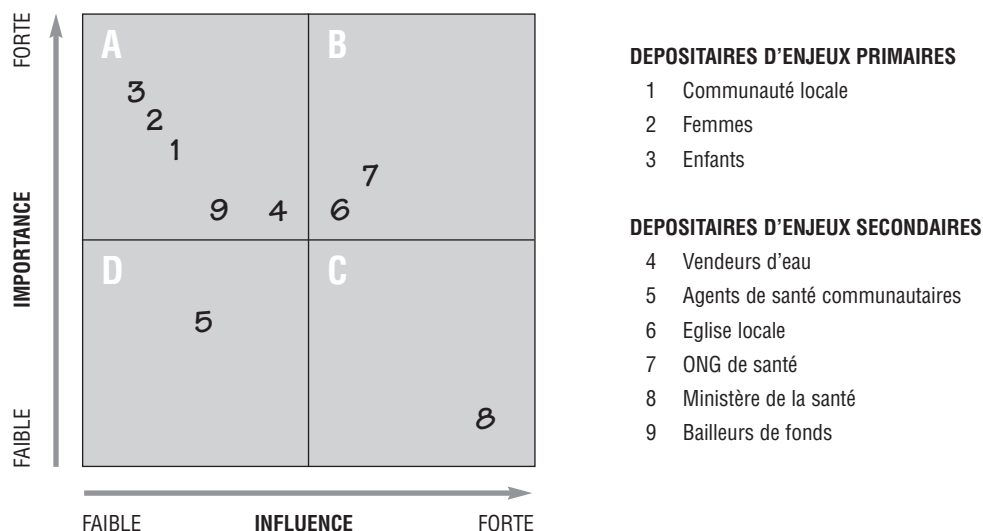 FORTE
IMPORTANCE
FAIBLE
A
B
3
2
1
7
9
4
6
D
C
5
8
FAIBLE
INFLUENCE
FORTE
DEPOSITAIRES D'ENJEUX PRIMAIRES
1 Communauté locale
2 Femmes
3 Enfants
DEPOSITAIRES D'ENJEUX SECONDAIRES
4 Vendeurs d'eau
5 Agents de santé communautaires
6 Eglise locale
7 ONG de santé
8 Ministère de la santé
9 Bailleurs de fonds